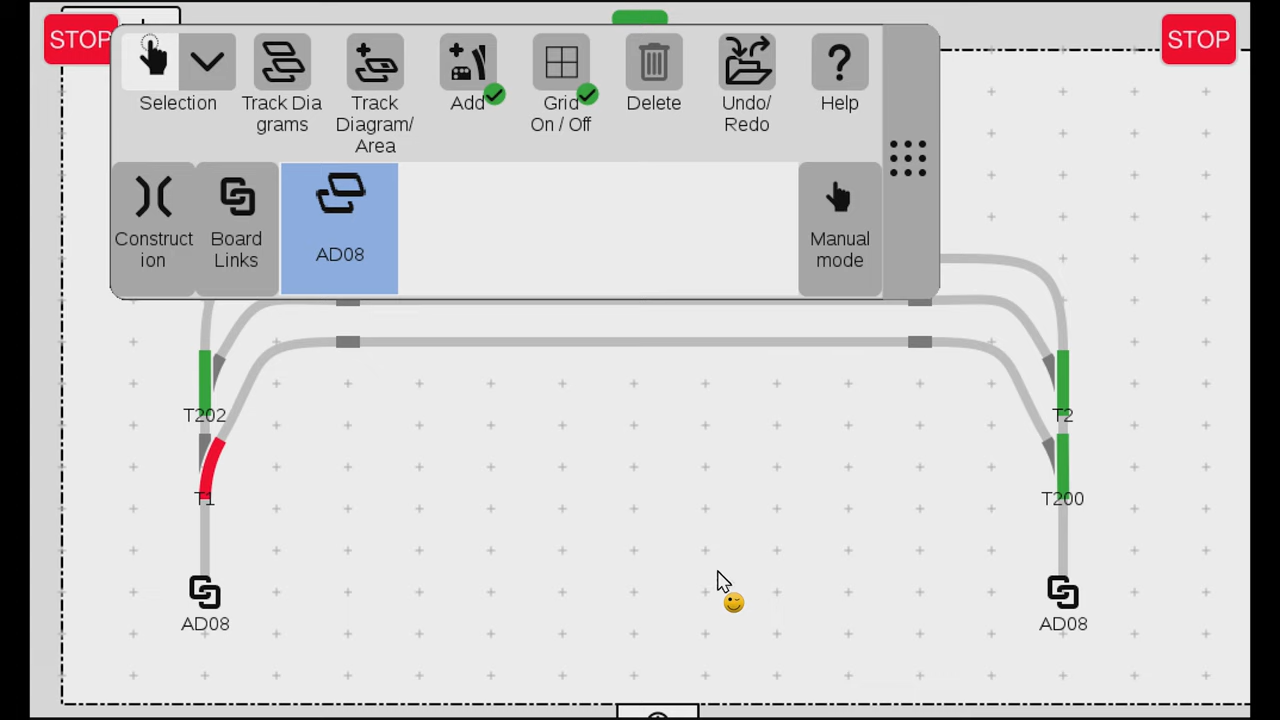 STOP
STOP
Selection
Track Dia
grams
Track
Diagram/
Area
Add
Grid
On / Off
Delete
Undo/
Redo
Help
Construct
ion
Board
Links
AD08
Manual
mode
T202
T2
T1
T200
AD08
AD08